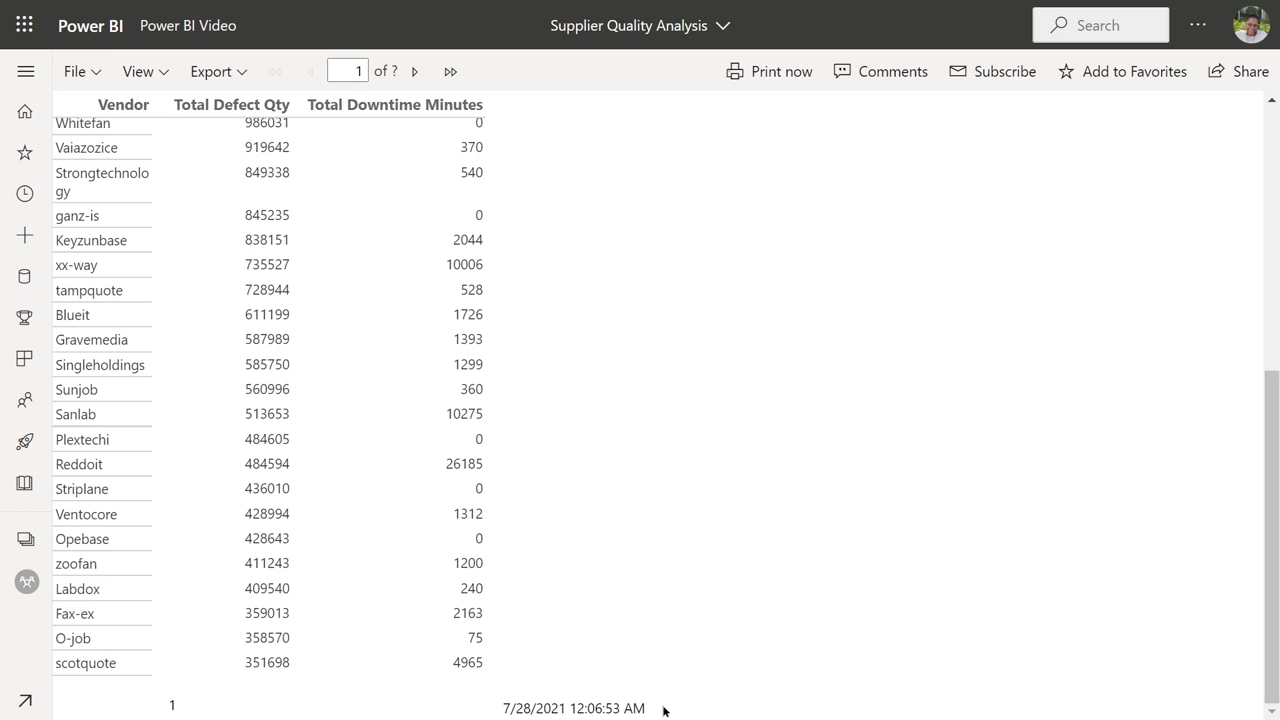 Power BI Power BI Video Supplier Quality Analysis Search
File View Export 1 of ? Print now Comments Subscribe Add to Favorites Share
Vendor Total Defect Qty Total Downtime Minutes
Whitefan 986031 0
Vaiazozice 919642 370
Strongtechnolo 849338 540
gy
ganz-is 845235 0
Keyzunbase 838151 2044
xx-way 735527 10006
tampquote 728944 528
Blueit 611199 1726
Gravemedia 587989 1393
Singleholdings 585750 1299
Sunjob 560996 360
Sanlab 513653 10275
Plextechi 484605 0
Reddoit 484594 26185
Striplane 436010 0
Ventocore 428994 1312
Opebase 428643 0
zoofan 411243 1200
Labdox 409540 240
Fax-ex 359013 2163
O-job 358570 75
scotquote 351698 4965
1 7/28/2021 12:06:53 AM